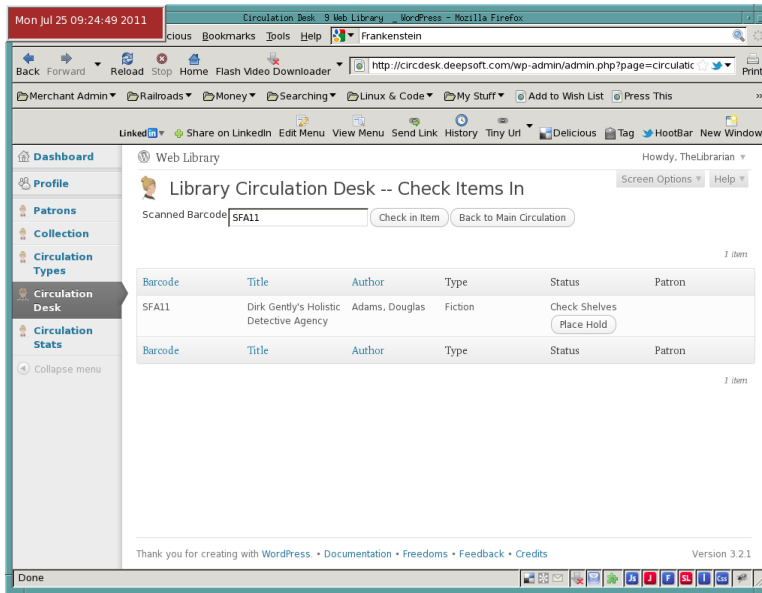 Mon Jul 25 09:24:49 2011
Circulation Desk 9 Web Library _ WordPress - Mozilla Firefox
cious Bookmarks Tools Help Frankenstein
Back Forward Reload Stop Home Flash Video Downloader http://circdesk.deepsoft.com/wp-admin/admin.php?page=circulatic Print
Merchant Admin Railroads Money Searching Linux & Code My Stuff Add to Wish List Press This »
Linked in Share on LinkedIn Edit Menu View Menu Send Link History Tiny Url Delicious Tag HootBar New Window
Dashboard
Profile
Patrons
Collection
Circulation
Types
Circulation
Desk
Circulation
Stats
Collapse menu
Web Library Howdy, TheLibrarian
Screen Options Help
Library Circulation Desk -- Check Items In
Scanned Barcode SFA11 Check in Item Back to Main Circulation
1 item
Barcode Title Author Type Status Patron
SFA11 Dirk Gently's Holistic Adams, Douglas Fiction Check Shelves
Detective Agency Place Hold
Barcode Title Author Type Status Patron
1 item
Thank you for creating with WordPress. • Documentation • Freedoms • Feedback • Credits Version 3.2.1
Done Js J F SL I Css